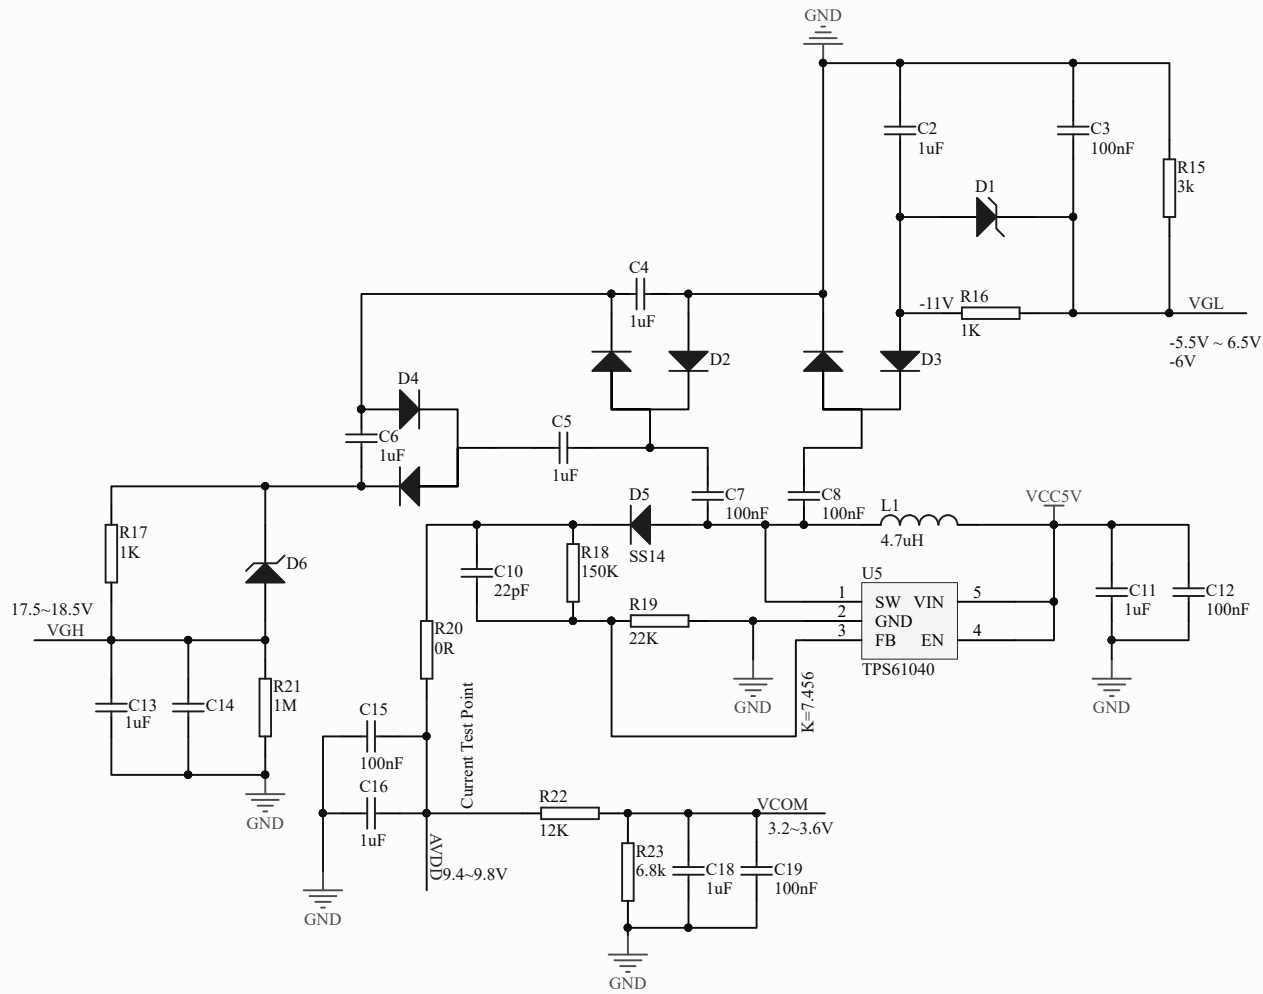 GND
C2
1uF
C3
100nF
R15
3k
D1
C4
1uF
-11V
R16
1K
VGL
-5.5V ~ 6.5V
-6V
D2
D3
D4
C6
1uF
C5
1uF
C7
100nF
C8
100nF
D5
SS14
L1
4.7uH
VCC5V
R17
1K
D6
C10
22pF
R18
150K
R19
22K
U5
1
2
3
SW
GND
FB
VIN
EN
5
4
TPS61040
C11
1uF
C12
100nF
17.5~18.5V
VGH
R20
0R
GND
K=7.456
GND
C13
1uF
C14
R21
1M
C15
100nF
Current Test Point
C16
1uF
GND
R22
12K
VCOM
3.2~3.6V
AVDD
9.4~9.8V
R23
6.8k
C18
1uF
C19
100nF
GND
GND